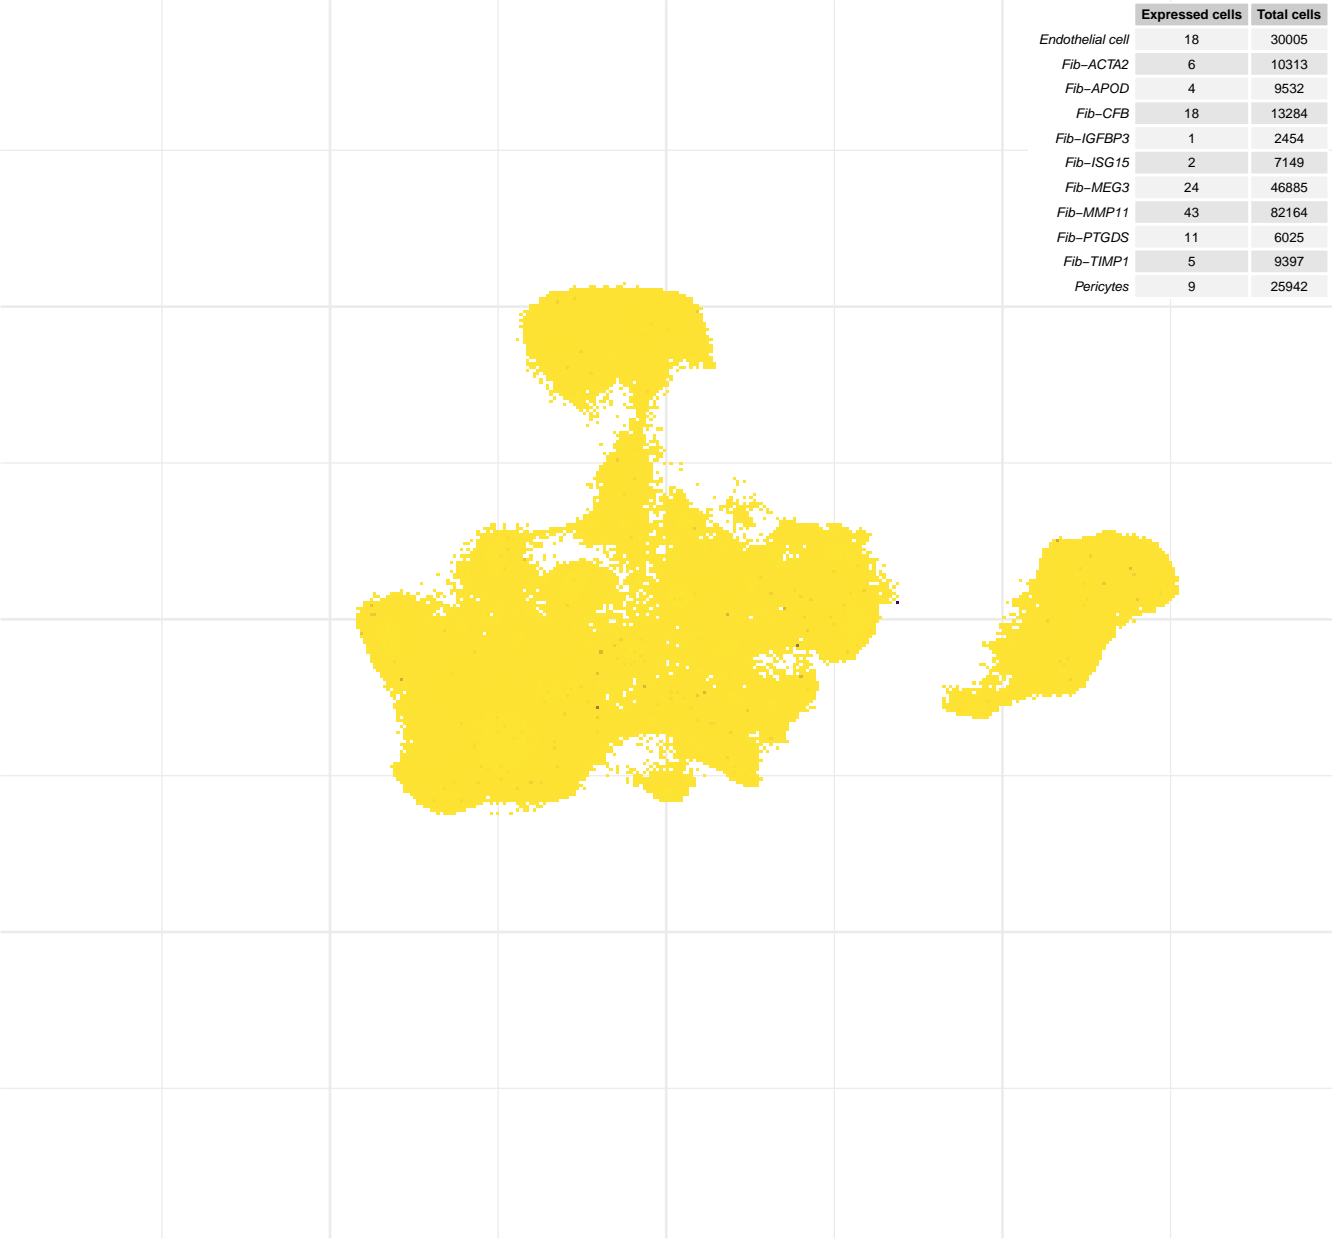 Expressed cells Total cells
Endothelial cell 18 30005
Fib−ACTA2 6 10313
Fib−APOD 4 9532
Fib−CFB 18 13284
Fib−IGFBP3 1 2454
Fib−ISG15 2 7149
Fib−MEG3 24 46885
Fib−MMP11 43 82164
Fib−PTGDS 11 6025
Fib−TIMP1 5 9397
Pericytes 9 25942